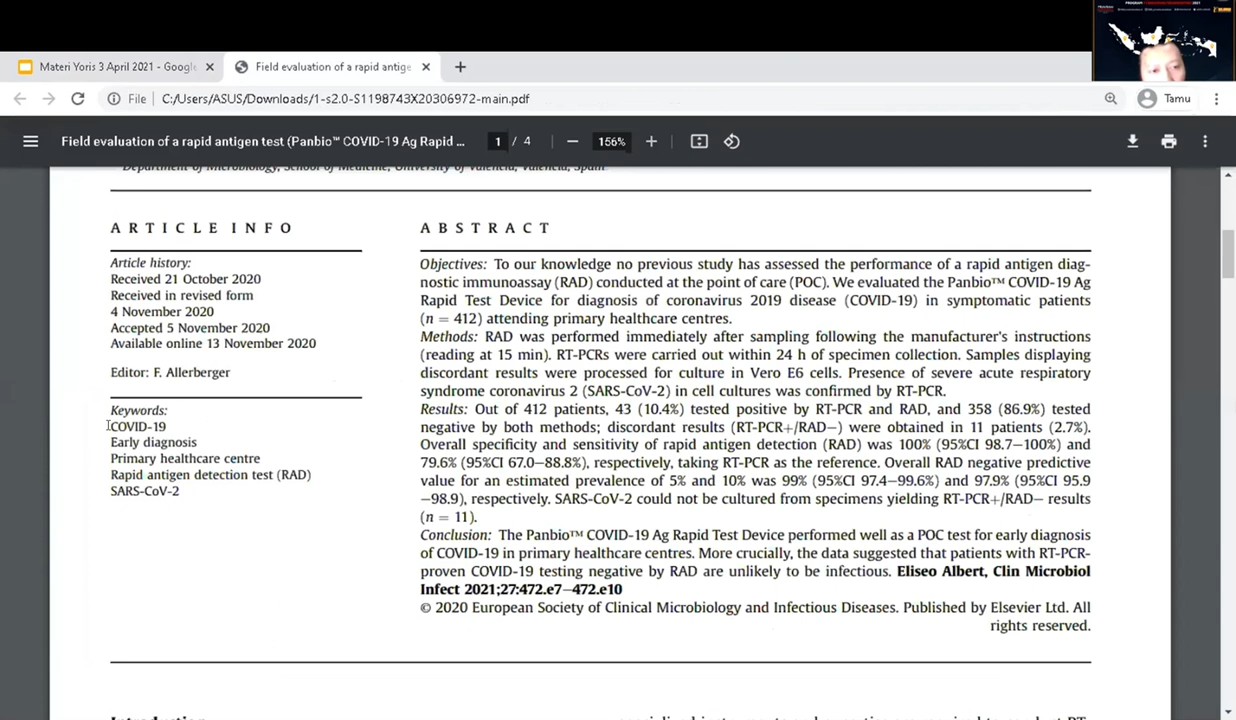 Materi Yoris 3 April 2021 - Googl
Field evaluation of a rapid antige
File
C:/Users/ASUS/Downloads/1-s2.0-S1198743X20306972-main.pdf
Tamu
Field evaluation of a rapid antigen test (Panbio™ COVID-19 Ag Rapid ...
1 / 4
156%
Department of Microbiology, School of Medicine, University of Valencia, Valencia, Spain
ARTICLE INFO
Article history:
Received 21 October 2020
Received in revised form
4 November 2020
Accepted 5 November 2020
Available online 13 November 2020
Editor: F. Allerberger
Keywords:
COVID-19
Early diagnosis
Primary healthcare centre
Rapid antigen detection test (RAD)
SARS-CoV-2
ABSTRACT
Objectives: To our knowledge no previous study has assessed the performance of a rapid antigen diag-
nostic immunoassay (RAD) conducted at the point of care (POC). We evaluated the Panbio™ COVID-19 Ag
Rapid Test Device for diagnosis of coronavirus 2019 disease (COVID-19) in symptomatic patients
(n = 412) attending primary healthcare centres.
Methods: RAD was performed immediately after sampling following the manufacturer's instructions
(reading at 15 min). RT-PCRs were carried out within 24 h of specimen collection. Samples displaying
discordant results were processed for culture in Vero E6 cells. Presence of severe acute respiratory
syndrome coronavirus 2 (SARS-CoV-2) in cell cultures was confirmed by RT-PCR.
Results: Out of 412 patients, 43 (10.4%) tested positive by RT-PCR and RAD, and 358 (86.9%) tested
negative by both methods; discordant results (RT-PCR+/RAD−) were obtained in 11 patients (2.7%).
Overall specificity and sensitivity of rapid antigen detection (RAD) was 100% (95%CI 98.7–100%) and
79.6% (95%CI 67.0–88.8%), respectively, taking RT-PCR as the reference. Overall RAD negative predictive
value for an estimated prevalence of 5% and 10% was 99% (95%CI 97.4–99.6%) and 97.9% (95%CI 95.9
–98.9), respectively. SARS-CoV-2 could not be cultured from specimens yielding RT-PCR+/RAD− results
(n = 11).
Conclusion: The Panbio™ COVID-19 Ag Rapid Test Device performed well as a POC test for early diagnosis
of COVID-19 in primary healthcare centres. More crucially, the data suggested that patients with RT-PCR-
proven COVID-19 testing negative by RAD are unlikely to be infectious. Eliseo Albert, Clin Microbiol
Infect 2021;27:472.e7–472.e10
© 2020 European Society of Clinical Microbiology and Infectious Diseases. Published by Elsevier Ltd. All
rights reserved.
Introduction